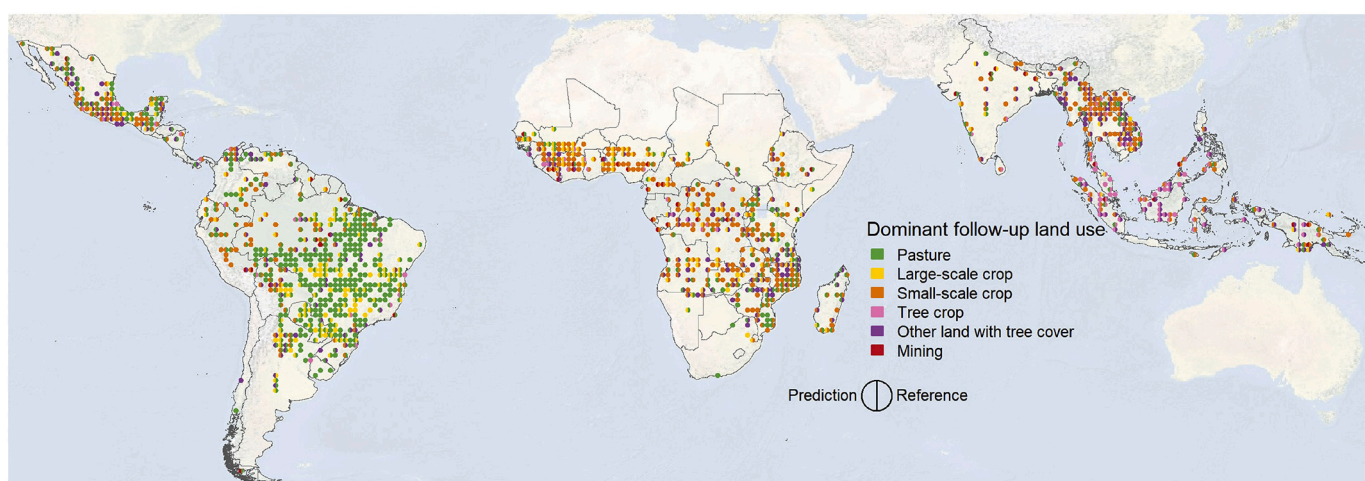 Dominant follow-up land use
Pasture
Large-scale crop
Small-scale crop
Tree crop
Other land with tree cover
Mining
Prediction Reference